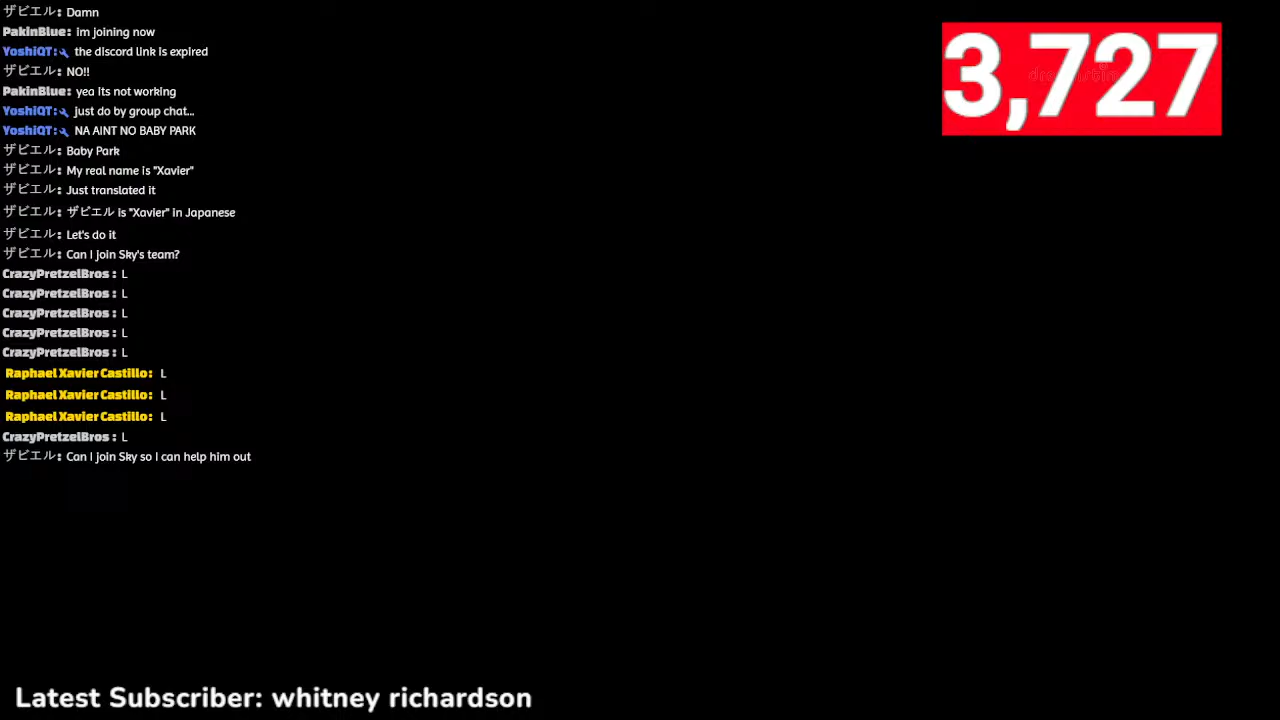 ザビエル: Damn
PakinBlue: im joining now
YoshiQT: the discord link is expired
ザビエル: NO!!
PakinBlue: yea its not working
YoshiQT: just do by group chat...
YoshiQT: NA AINT NO BABY PARK
ザビエル: Baby Park
ザビエル: My real name is "Xavier"
ザビエル: Just translated it
ザビエル: ザビエル is "Xavier" in Japanese
ザビエル: Let's do it
ザビエル: Can I join Sky's team?
CrazyPretzelBros : L
CrazyPretzelBros : L
CrazyPretzelBros : L
CrazyPretzelBros : L
CrazyPretzelBros : L
Raphael Xavier Castillo: L
Raphael Xavier Castillo: L
Raphael Xavier Castillo: L
CrazyPretzelBros : L
ザビエル: Can I join Sky so I can help him out
3,727
Latest Subscriber: whitney richardson